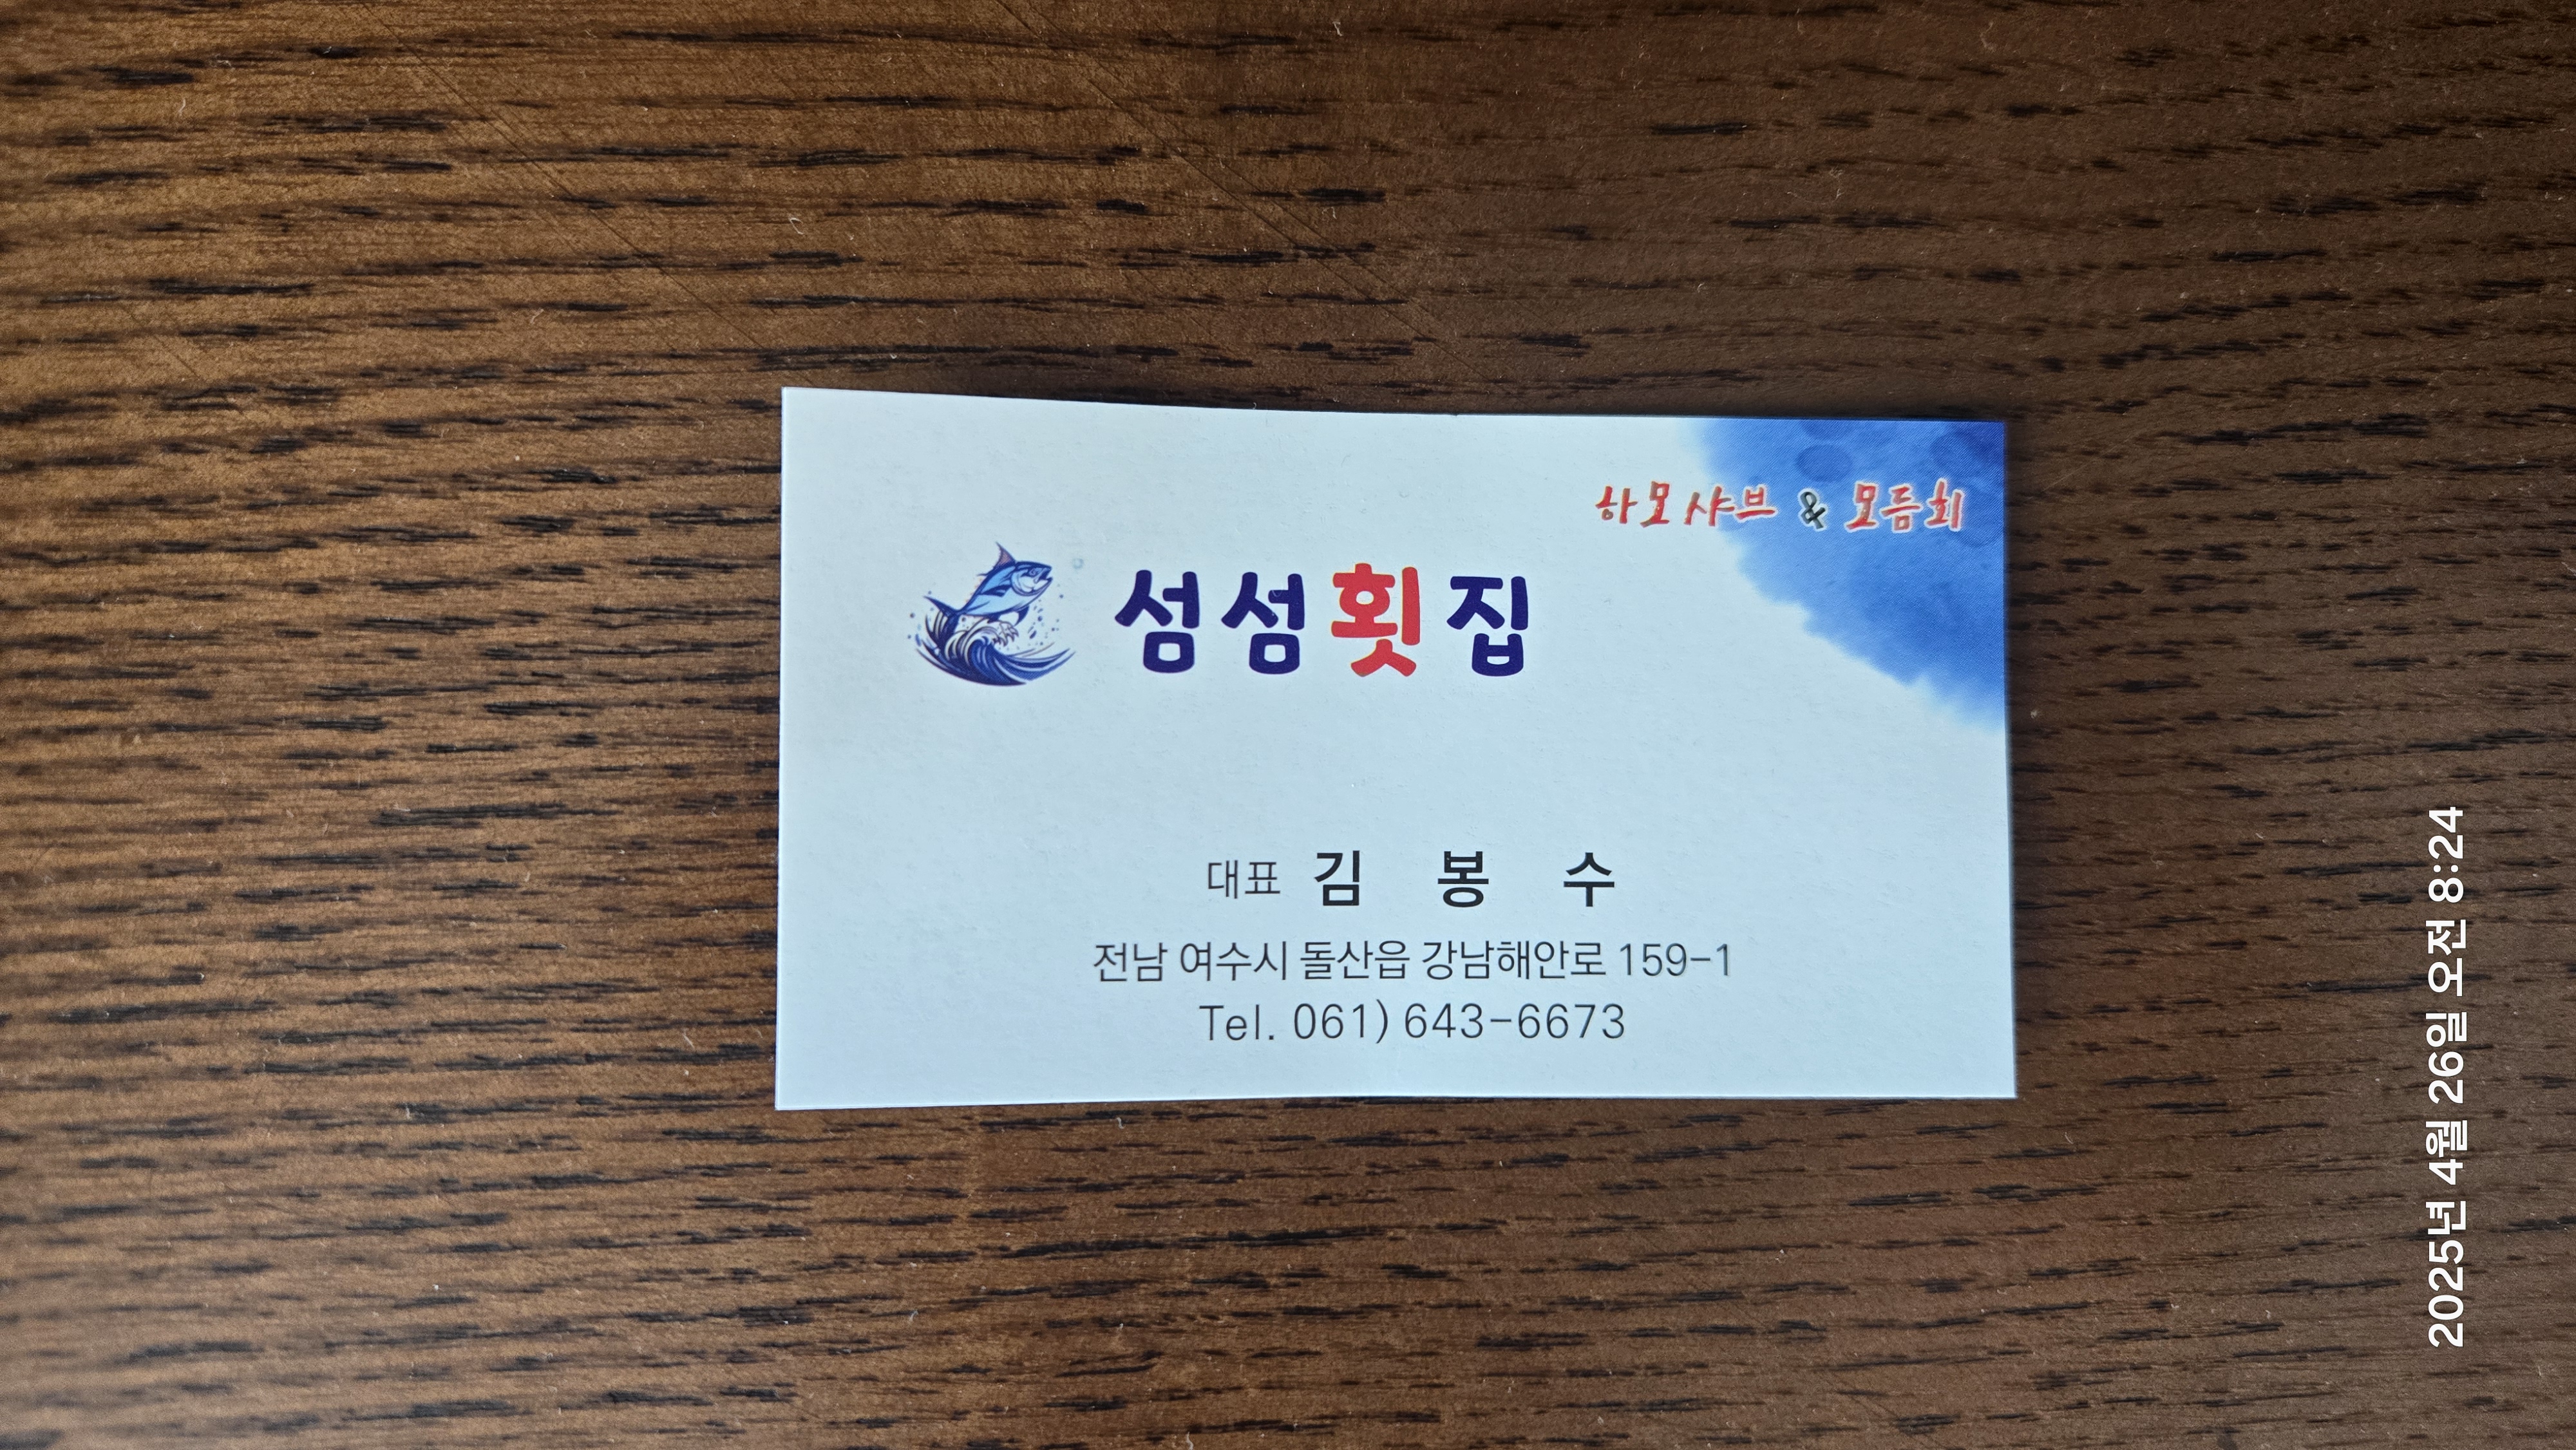 하모샤브 & 모듬회
섬섬횟집
대표 김 봉 수
전남 여수시 돌산읍 강남해안로 159-1
Tel. 061) 643-6673
2025년 4월 26일 오전 8:24